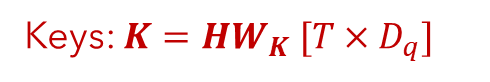 Keys: K = HW_K [T × D_q]